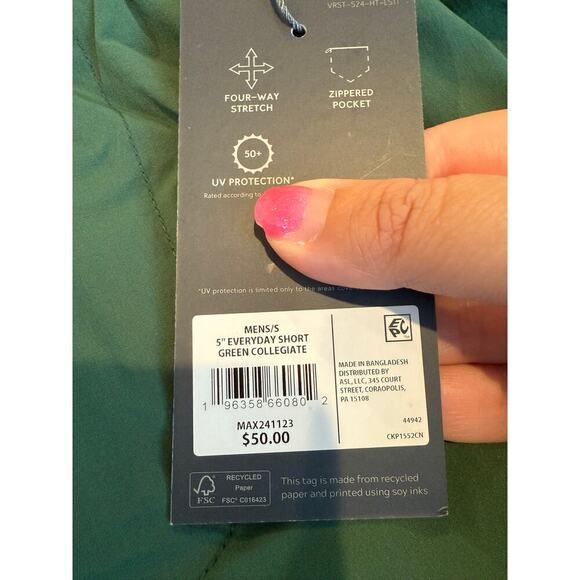 VRST-S24-HT-LST1
FOUR-WAY
STRETCH
ZIPPERED
POCKET
50+
UV PROTECTION*
Rated according to
*UV protection is limited only to the areas
MENS/S
5" EVERYDAY SHORT
GREEN COLLEGIATE
1 96358 66080 2
MAX241123
$50.00
EPC
MADE IN BANGLADESH
DISTRIBUTED BY
ASL, LLC, 345 COURT
STREET, CORAOPOLIS,
PA 15108
44942
CKP1552CN
FSC
RECYCLED
Paper
FSC® C016423
This tag is made from recycled
paper and printed using soy inks